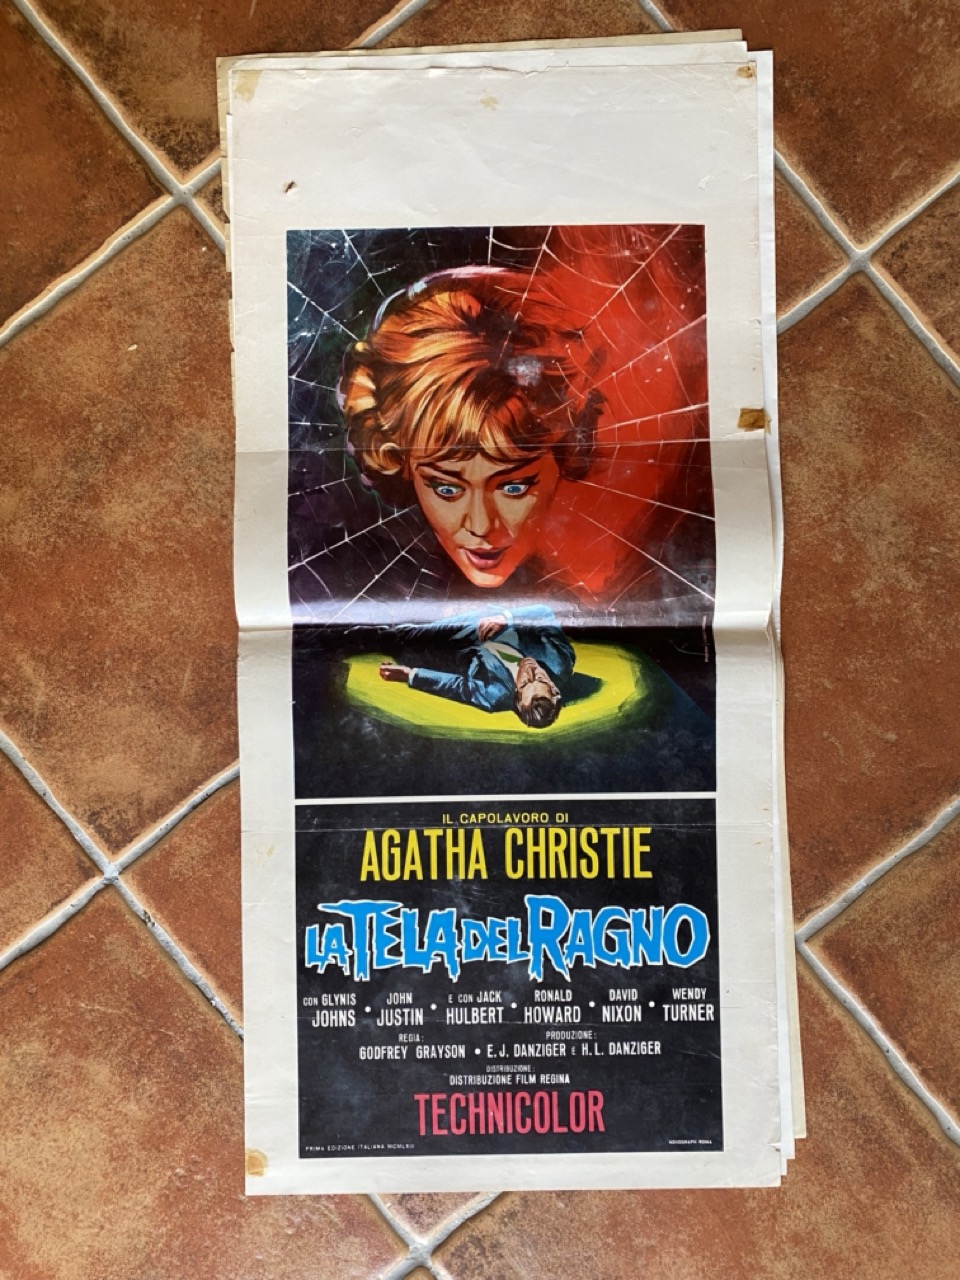 IL CAPOLAVORO DI
AGATHA CHRISTIE
LA TELA DEL RAGNO
CON GLYNIS JOHNS • JOHN JUSTIN • E CON JACK HULBERT • RONALD HOWARD • DAVID NIXON • WENDY TURNER
REGIA: GODFREY GRAYSON • PRODUZIONE: E.J. DANZIGER E H.L. DANZIGER
DISTRIBUZIONE:
DISTRIBUZIONE FILM REGINA
TECHNICOLOR
PRIMA EDIZIONE ITALIANA MCMLXIII